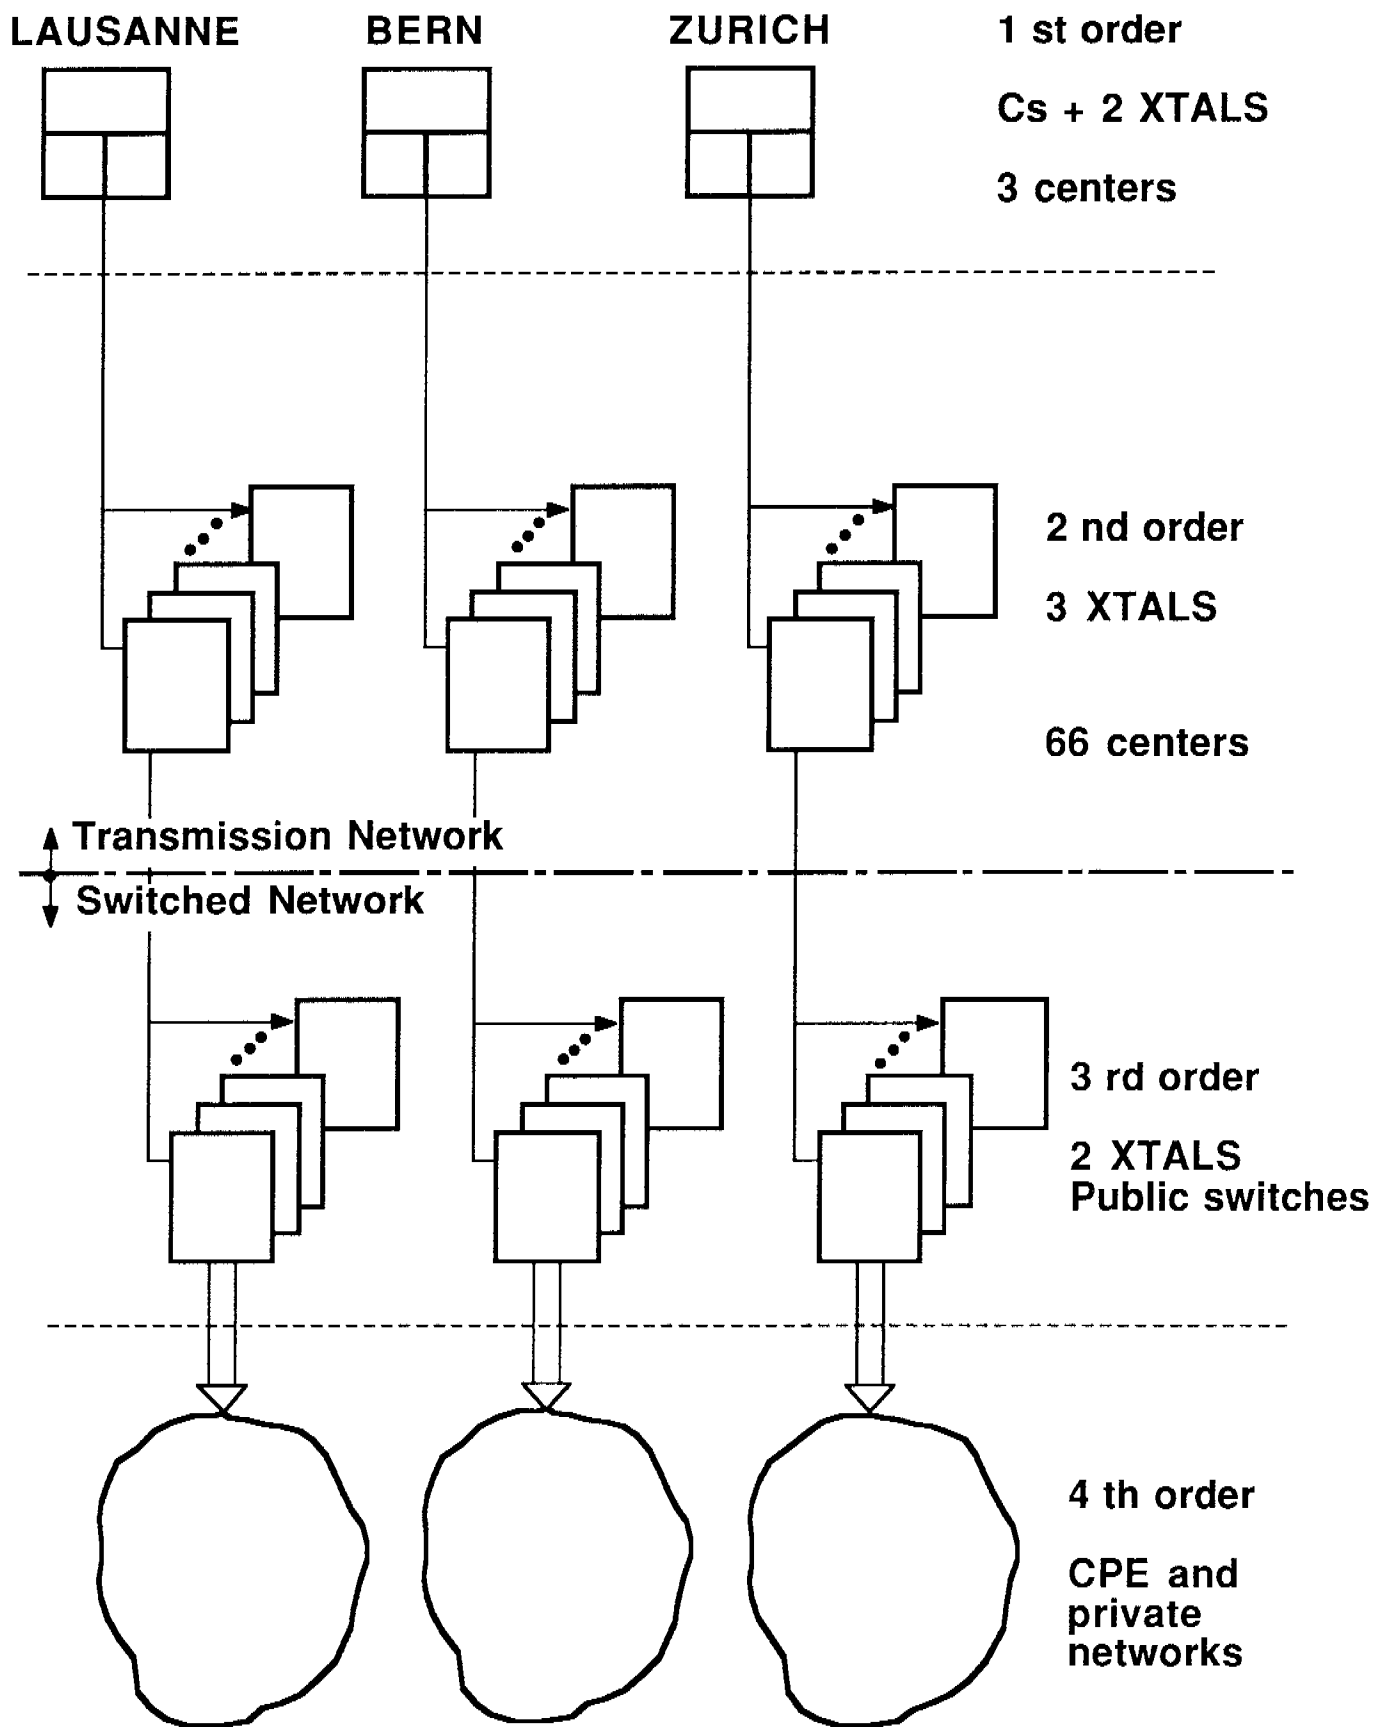 LAUSANNE BERN ZURICH 1 st order
Cs + 2 XTALS
3 centers
2 nd order
3 XTALS
66 centers
Transmission Network
Switched Network
3 rd order
2 XTALS
Public switches
4 th order
CPE and
private
networks